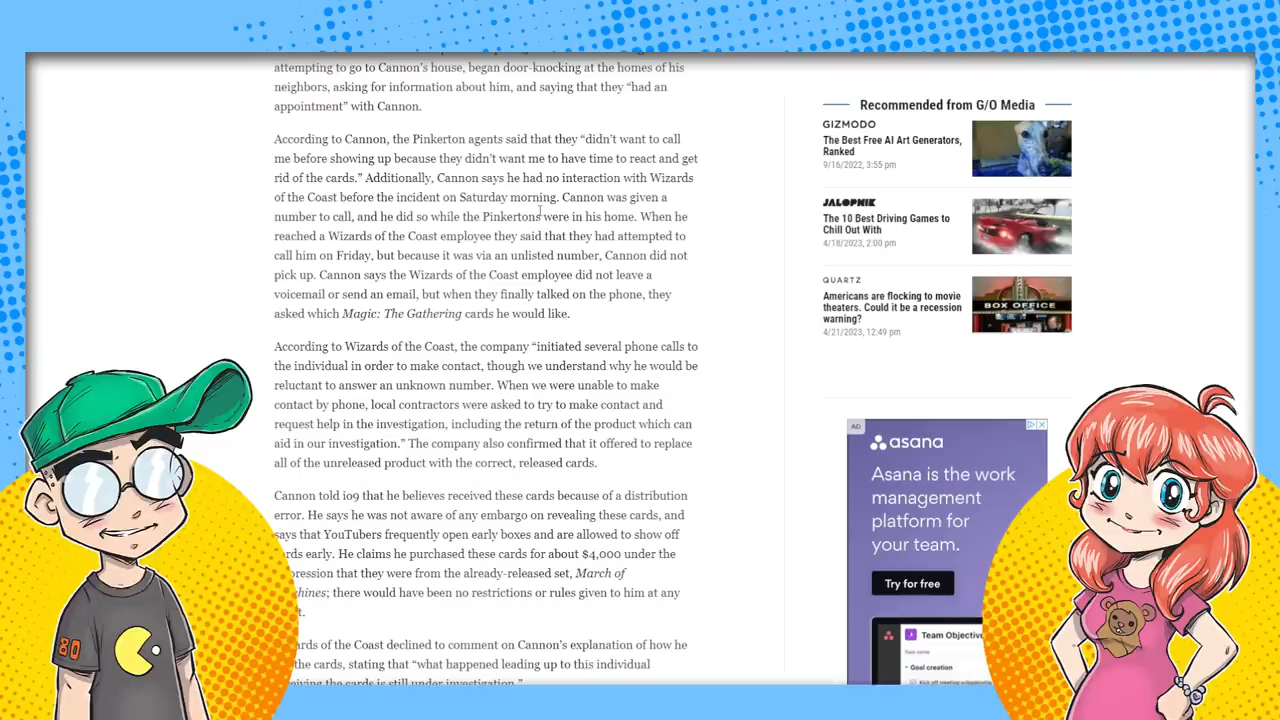 attempting to go to Cannon's house, began door-knocking at the homes of his
neighbors, asking for information about him, and saying that they “had an
appointment” with Cannon.
According to Cannon, the Pinkerton agents said that they “didn't want to call
me before showing up because they didn't want me to have time to react and get
rid of the cards.” Additionally, Cannon says he had no interaction with Wizards
of the Coast before the incident on Saturday morning. Cannon was given a
number to call, and he did so while the Pinkertons were in his home. When he
reached a Wizards of the Coast employee they said that they had attempted to
call him on Friday, but because it was via an unlisted number, Cannon did not
pick up. Cannon says the Wizards of the Coast employee did not leave a
voicemail or send an email, but when they finally talked on the phone, they
asked which Magic: The Gathering cards he would like.
According to Wizards of the Coast, the company “initiated several phone calls to
the individual in order to make contact, though we understand why he would be
reluctant to answer an unknown number. When we were unable to make
contact by phone, local contractors were asked to try to make contact and
request help in the investigation, including the return of the product which can
aid in our investigation.” The company also confirmed that it offered to replace
all of the unreleased product with the correct, released cards.
Cannon told io9 that he believes received these cards because of a distribution
error. He says he was not aware of any embargo on revealing these cards, and
says that YouTubers frequently open early boxes and are allowed to show off
rds early. He claims he purchased these cards for about $4,000 under the
pression that they were from the already-released set, March of
chines; there would have been no restrictions or rules given to him at any
t.
ards of the Coast declined to comment on Cannon's explanation of how he
the cards, stating that “what happened leading up to this individual
eiving the cards is still under investigation.”
Recommended from G/O Media
GIZMODO
The Best Free AI Art Generators,
Ranked
9/16/2022, 3:55 pm
JALOPNIK
The 10 Best Driving Games to
Chill Out With
4/18/2023, 2:00 pm
QUARTZ
Americans are flocking to movie
theaters. Could it be a recession
warning?
4/21/2023, 12:49 pm
BOX OFFICE
AD
asana
Asana is the work
management
platform for
your team.
Try for free
Team Objectiv
Goal creation
80